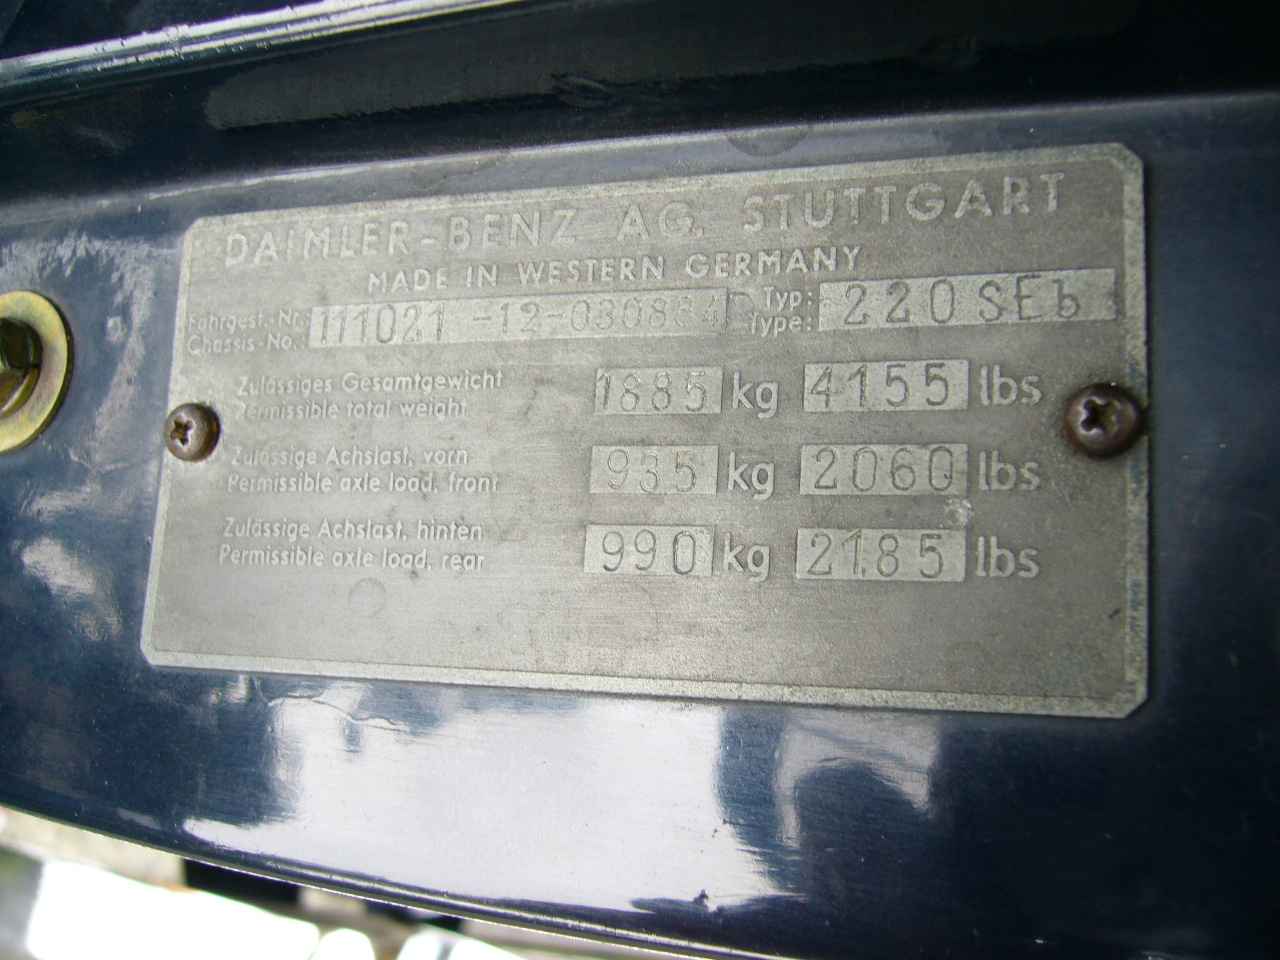 DAIMLER-BENZ AG. STUTTGART
MADE IN WESTERN GERMANY
Fahrgest.-Nr.: 111021 -12-030884 Typ: 220 SEb
Chassis-No.: Type:
Zulässiges Gesamtgewicht
Permissible total weight 1885 kg 4155 lbs
Zulässige Achslast, vorn
Permissible axle load, front 935 kg 2060 lbs
Zulässige Achslast, hinten
Permissible axle load, rear 990 kg 2185 lbs